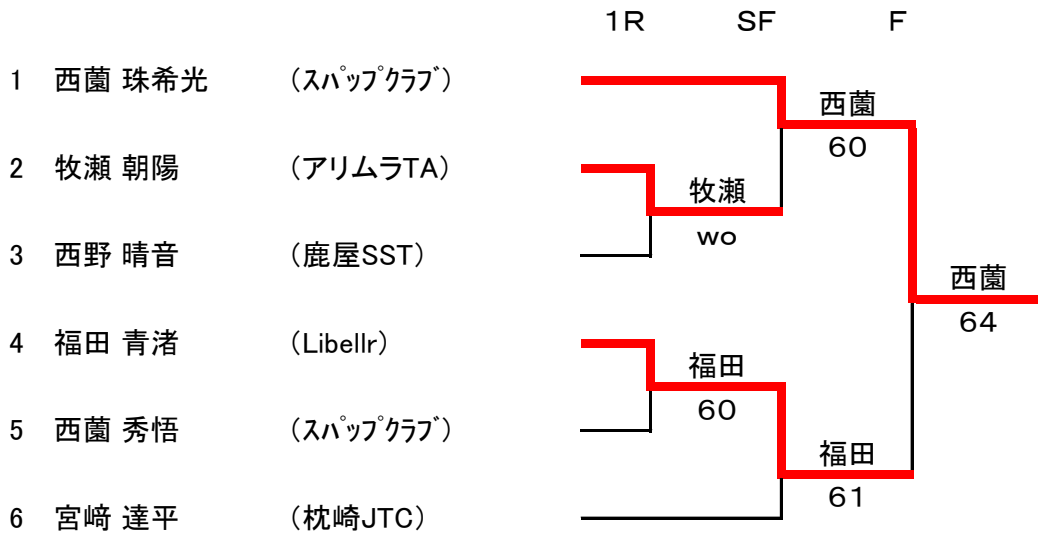 1R SF F
1 西薗 珠希光 (ｽﾊﾟｯﾌﾟｸﾗﾌﾞ)
西薗
60
2 牧瀬 朝陽 (アリムラTA)
牧瀬
wo
3 西野 晴音 (鹿屋SST)
西薗
64
4 福田 青渚 (Libellr)
福田
60
5 西薗 秀悟 (ｽﾊﾟｯﾌﾟｸﾗﾌﾞ)
福田
61
6 宮﨑 達平 (枕崎JTC)